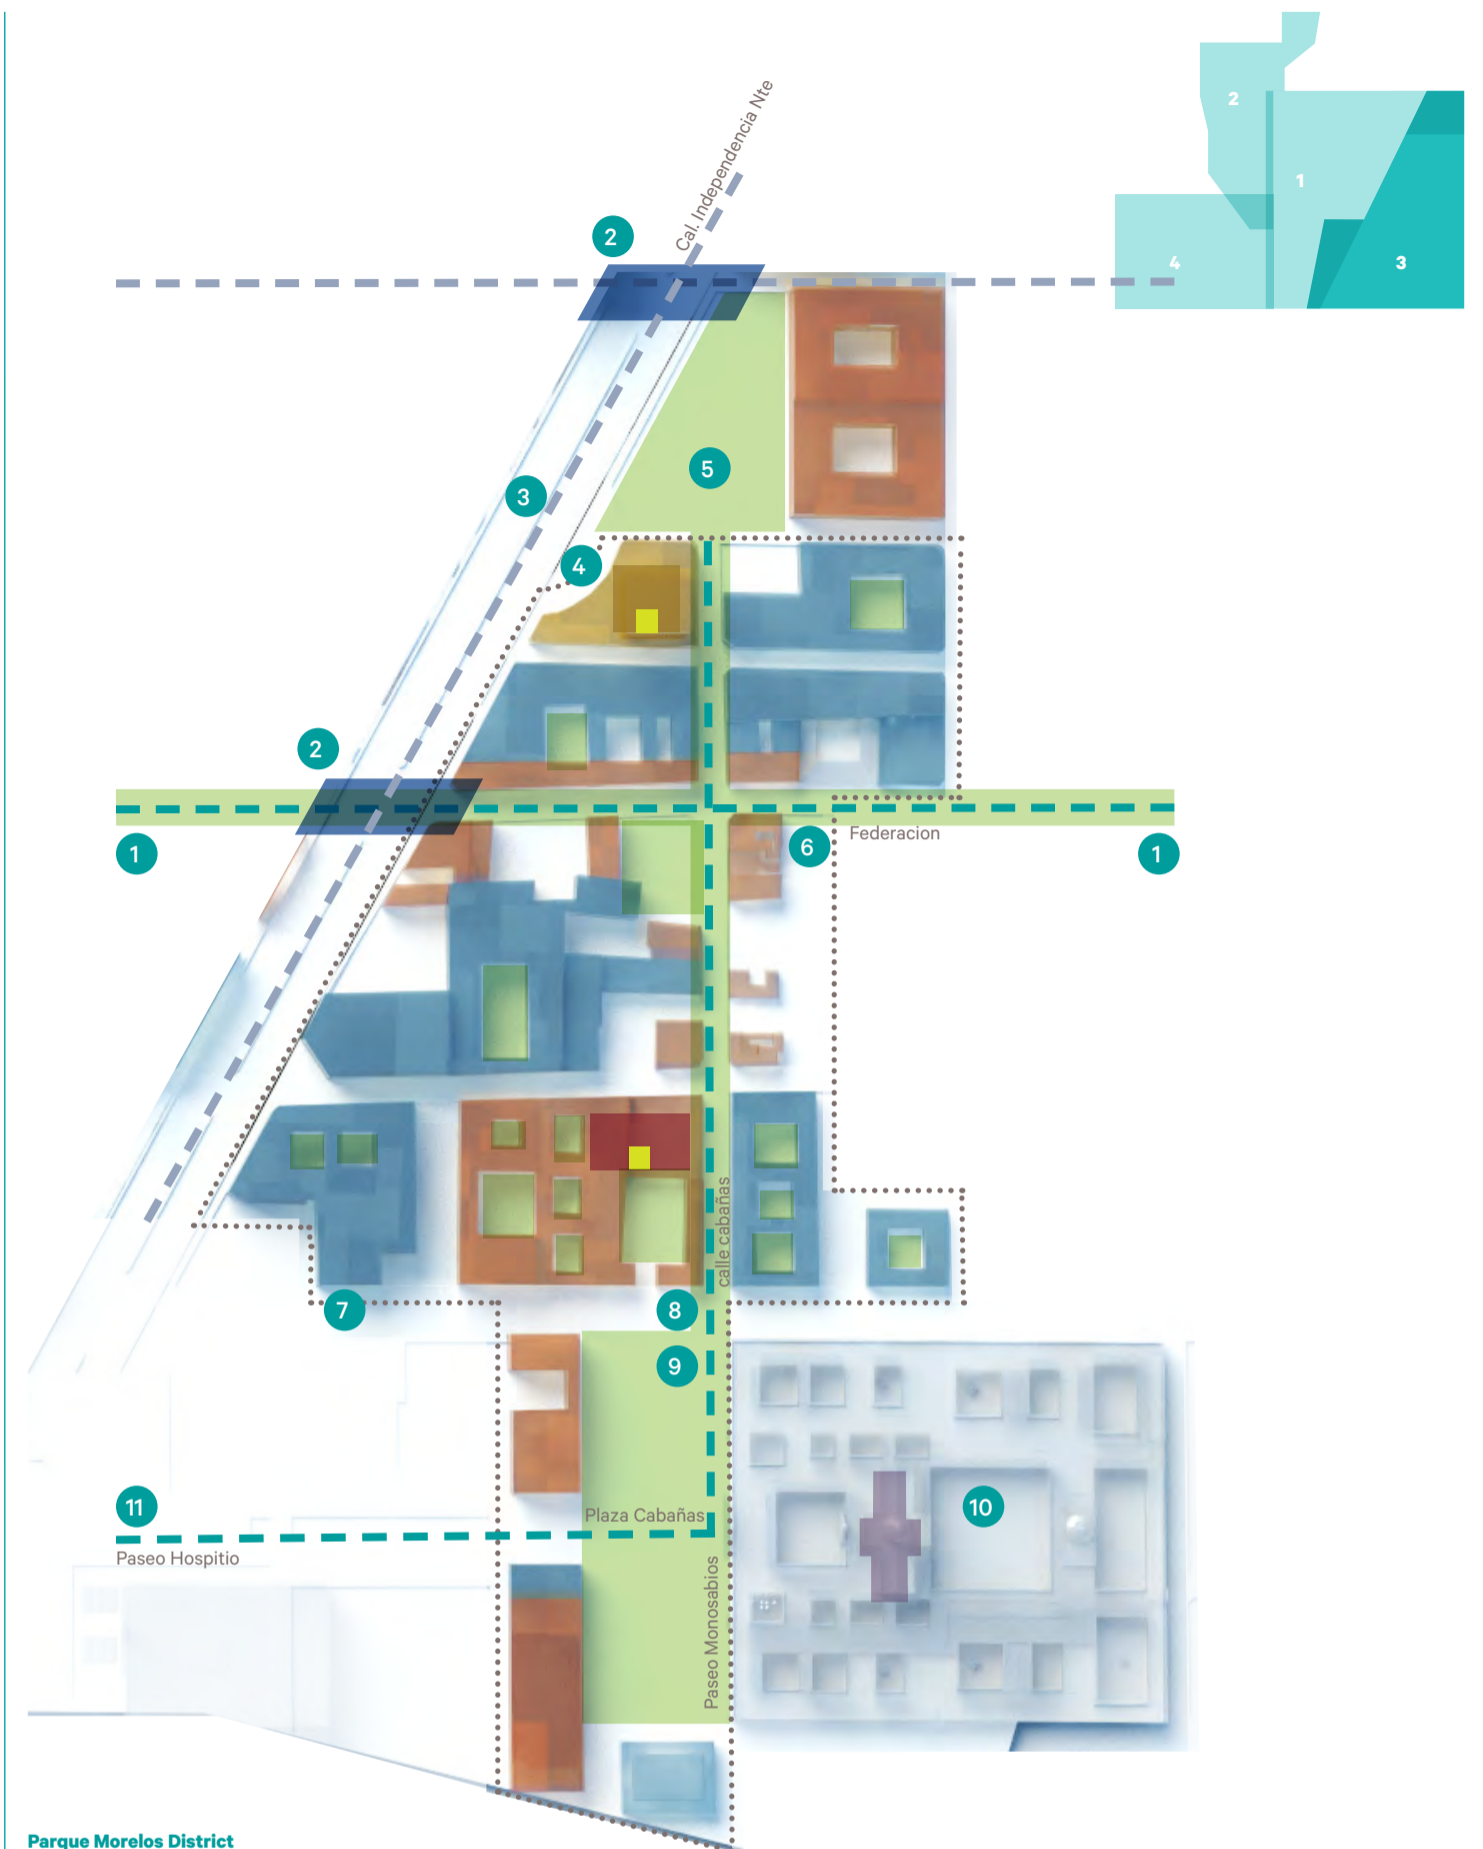 2
1
4
3
Cal. Independencia Nte
2
5
3
4
2
1
6
Federacion
1
calle cabañas
7
8
9
11
Plaza Cabañas
10
Paseo Hospitio
Paseo Monosabios
Parque Morelos District